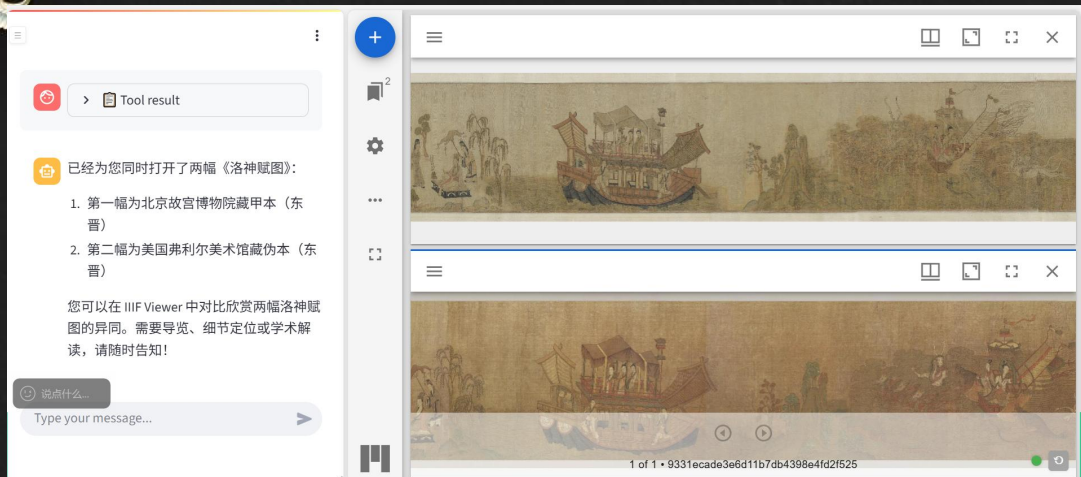 Tool result
已经为您同时打开了两幅《洛神赋图》:
1. 第一幅为北京故宫博物院藏甲本（东
晋）
2. 第二幅为美国弗利尔美术馆藏伪本（东
晋）
您可以在 IIIF Viewer 中对比欣赏两幅洛神赋
图的异同。需要导览、细节定位或学术解
读，请随时告知！
说点什么...
Type your message...
2
1 of 1 • 9331ecade3e6d11b7db4398e4fd2f525